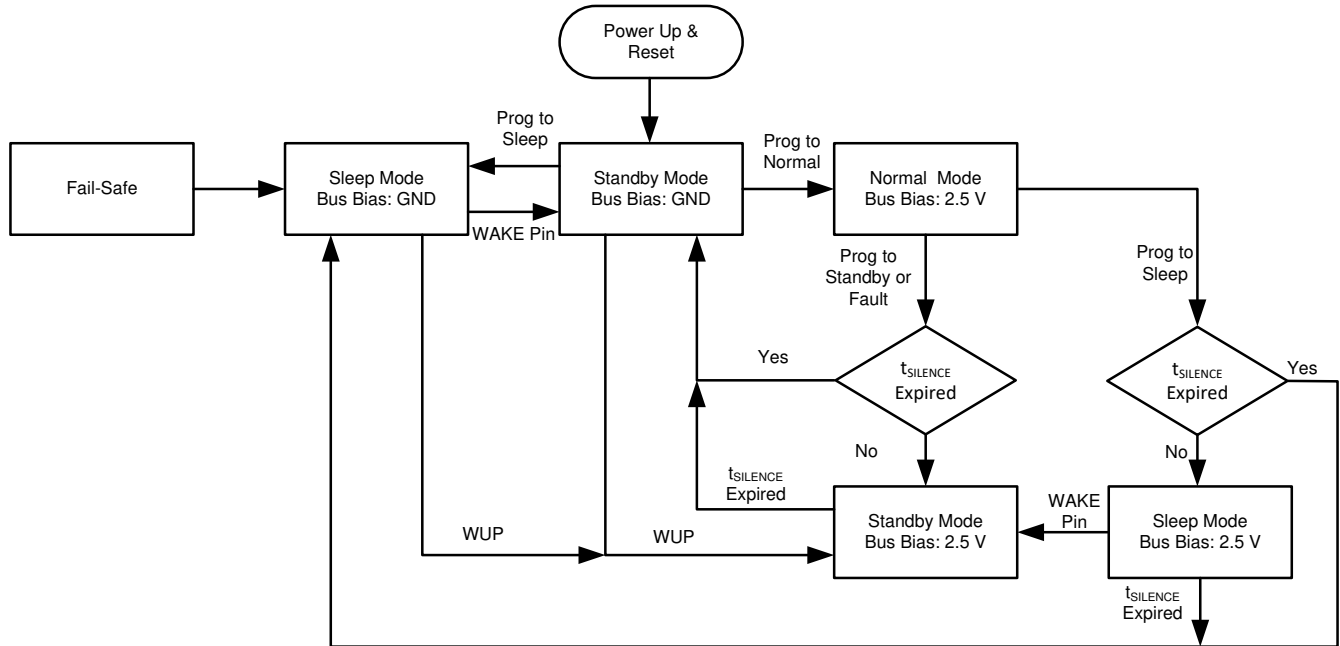 Power Up &
Reset
Prog to
Sleep
Prog to
Normal
Fail-Safe
Sleep Mode
Bus Bias: GND
Standby Mode
Bus Bias: GND
Normal Mode
Bus Bias: 2.5 V
WAKE Pin
Prog to
Standby or
Fault
Prog to
Sleep
Yes
tSILENCE
Expired
tSILENCE
Expired
Yes
No
No
tSILENCE
Expired
WAKE
Pin
Standby Mode
Bus Bias: 2.5 V
Sleep Mode
Bus Bias: 2.5 V
WUP
WUP
tSILENCE
Expired